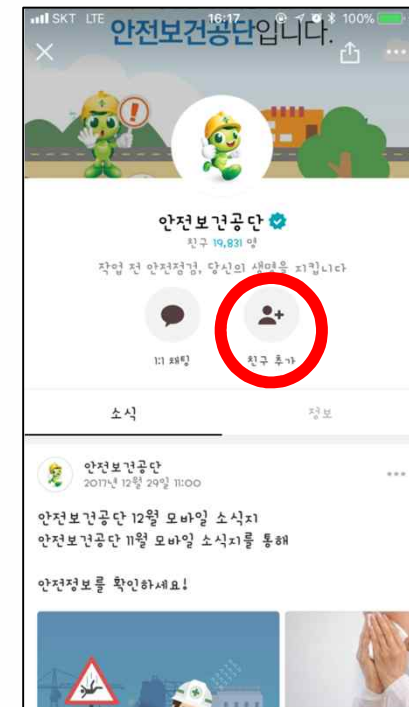 SKT LTE 16:17 100%
안전보건공단입니다.
안전보건공단
친구 19,831 명
작업 전 안전점검, 당신의 생명을 지킵니다
1:1 채팅 친구 추가
소식 정보
안전보건공단
2017년 12월 29일 11:00
안전보건공단 12월 모바일 소식지
안전보건공단 11월 모바일 소식지를 통해
안전정보를 확인하세요!